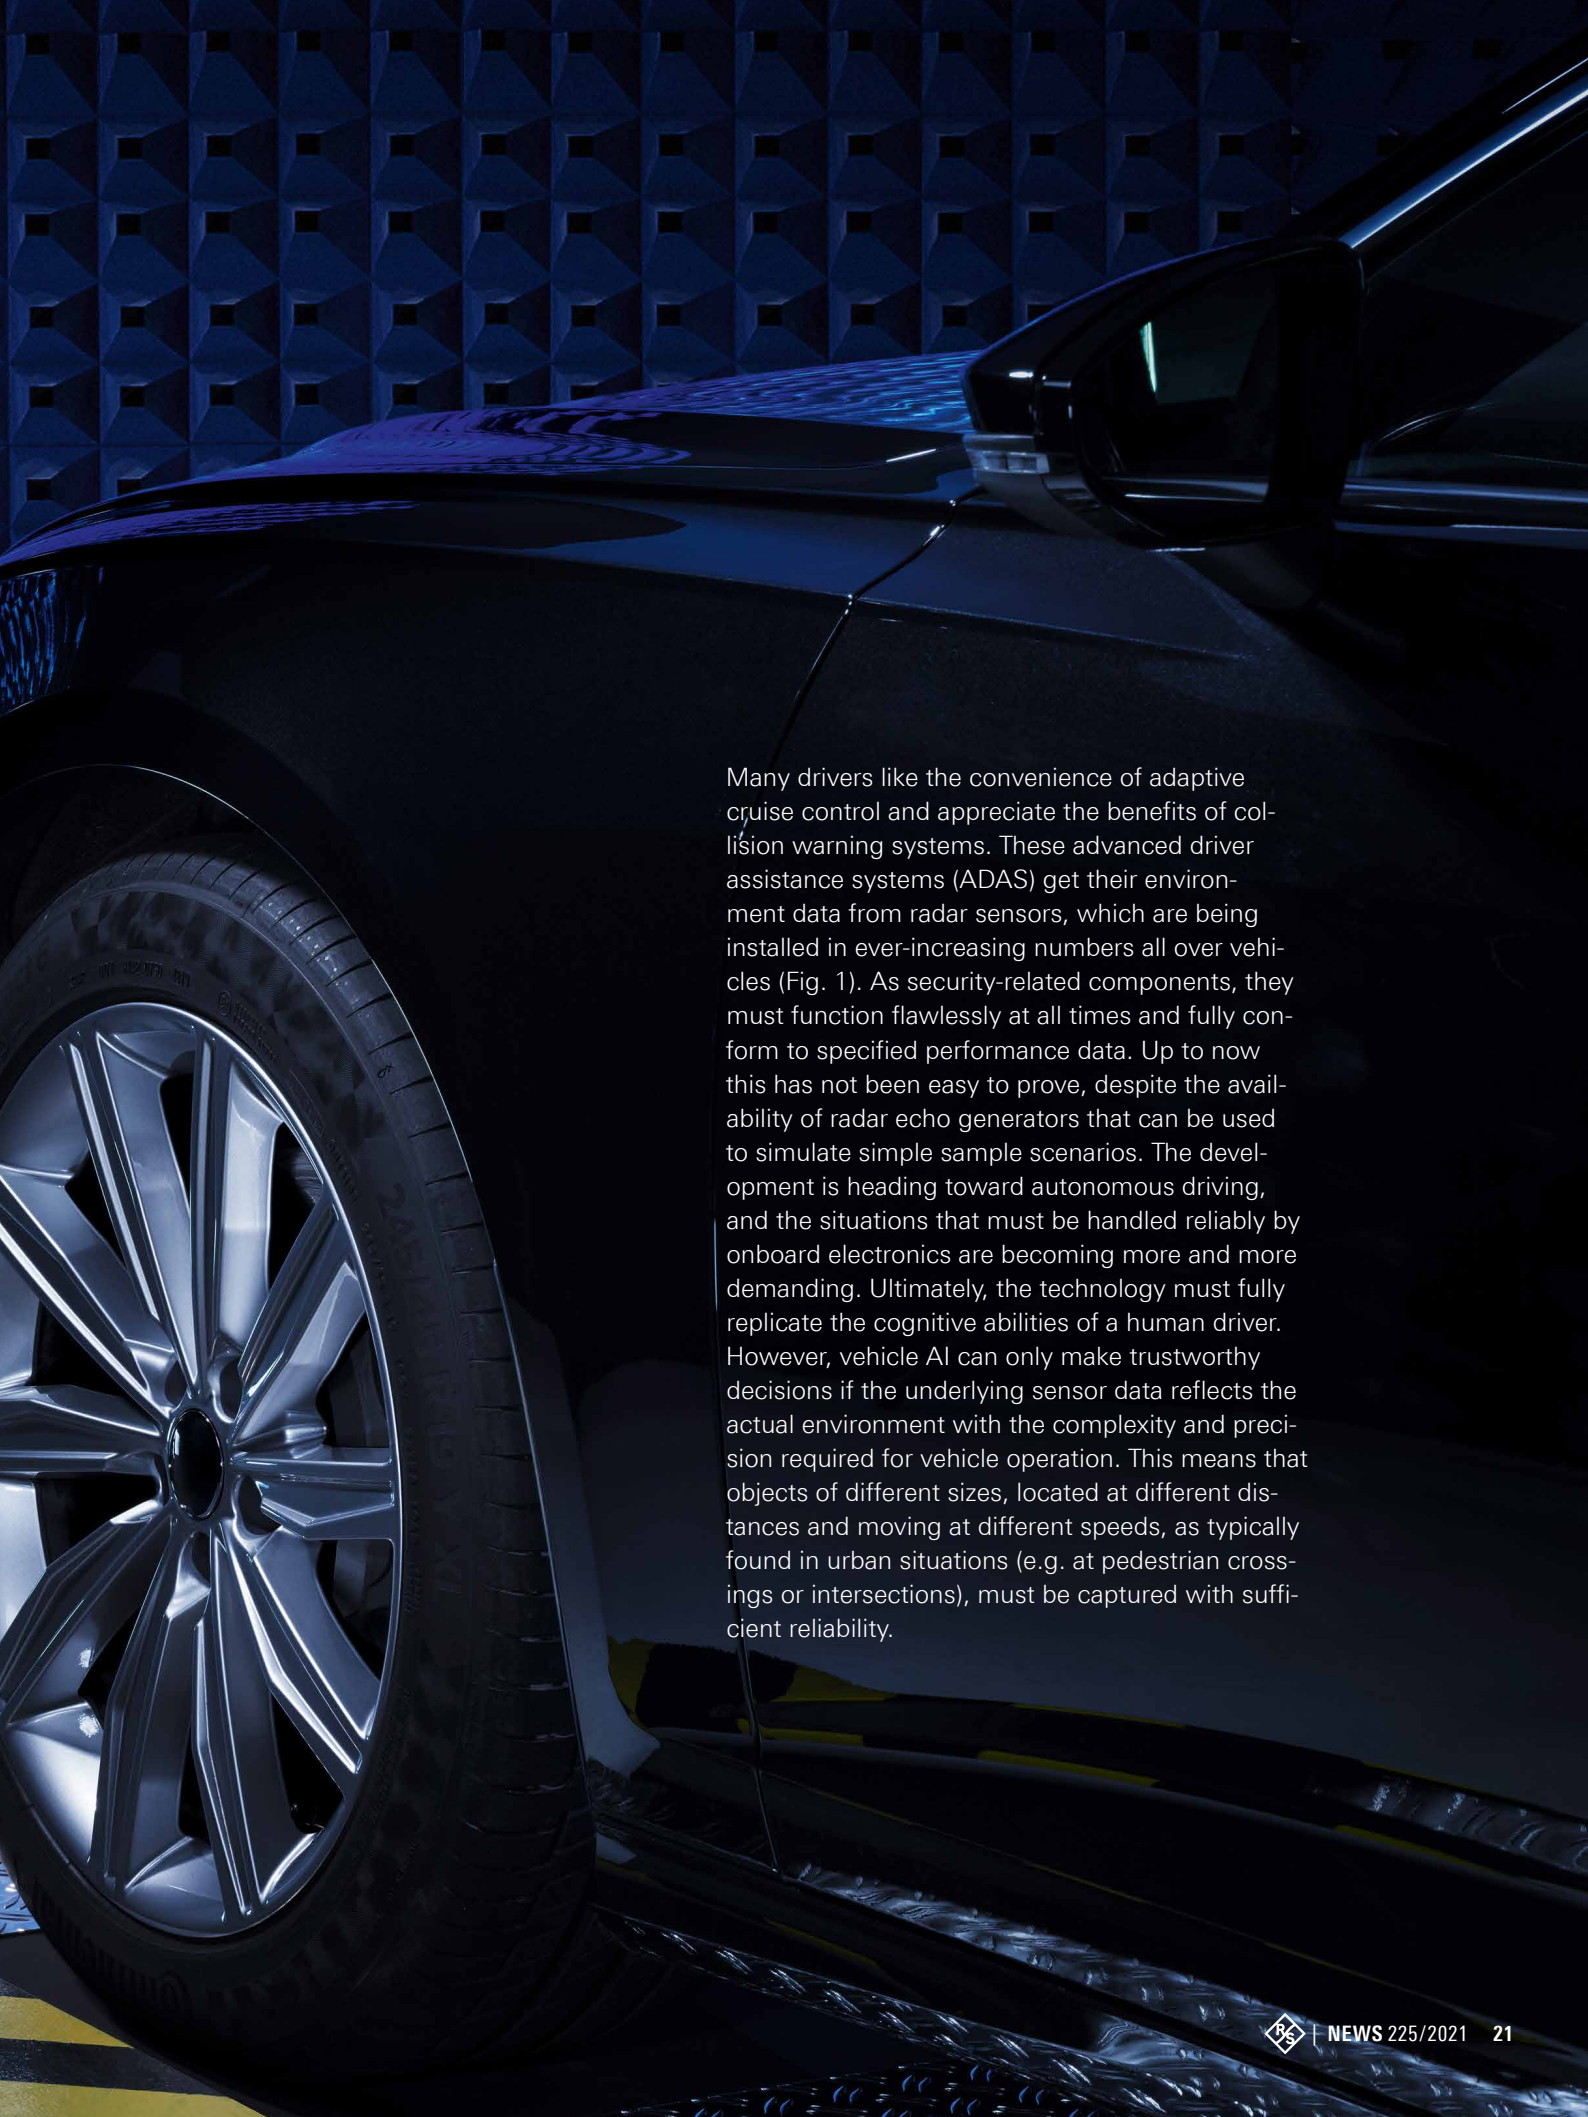 Many drivers like the convenience of adaptive
cruise control and appreciate the benefits of col-
lision warning systems. These advanced driver
assistance systems (ADAS) get their environ-
ment data from radar sensors, which are being
installed in ever-increasing numbers all over vehi-
cles (Fig. 1). As security-related components, they
must function flawlessly at all times and fully con-
form to specified performance data. Up to now
this has not been easy to prove, despite the avail-
ability of radar echo generators that can be used
to simulate simple sample scenarios. The devel-
opment is heading toward autonomous driving,
and the situations that must be handled reliably by
onboard electronics are becoming more and more
demanding. Ultimately, the technology must fully
replicate the cognitive abilities of a human driver.
However, vehicle AI can only make trustworthy
decisions if the underlying sensor data reflects the
actual environment with the complexity and preci-
sion required for vehicle operation. This means that
objects of different sizes, located at different dis-
tances and moving at different speeds, as typically
found in urban situations (e.g. at pedestrian cross-
ings or intersections), must be captured with suffi-
cient reliability.
RS | NEWS 225/2021 21